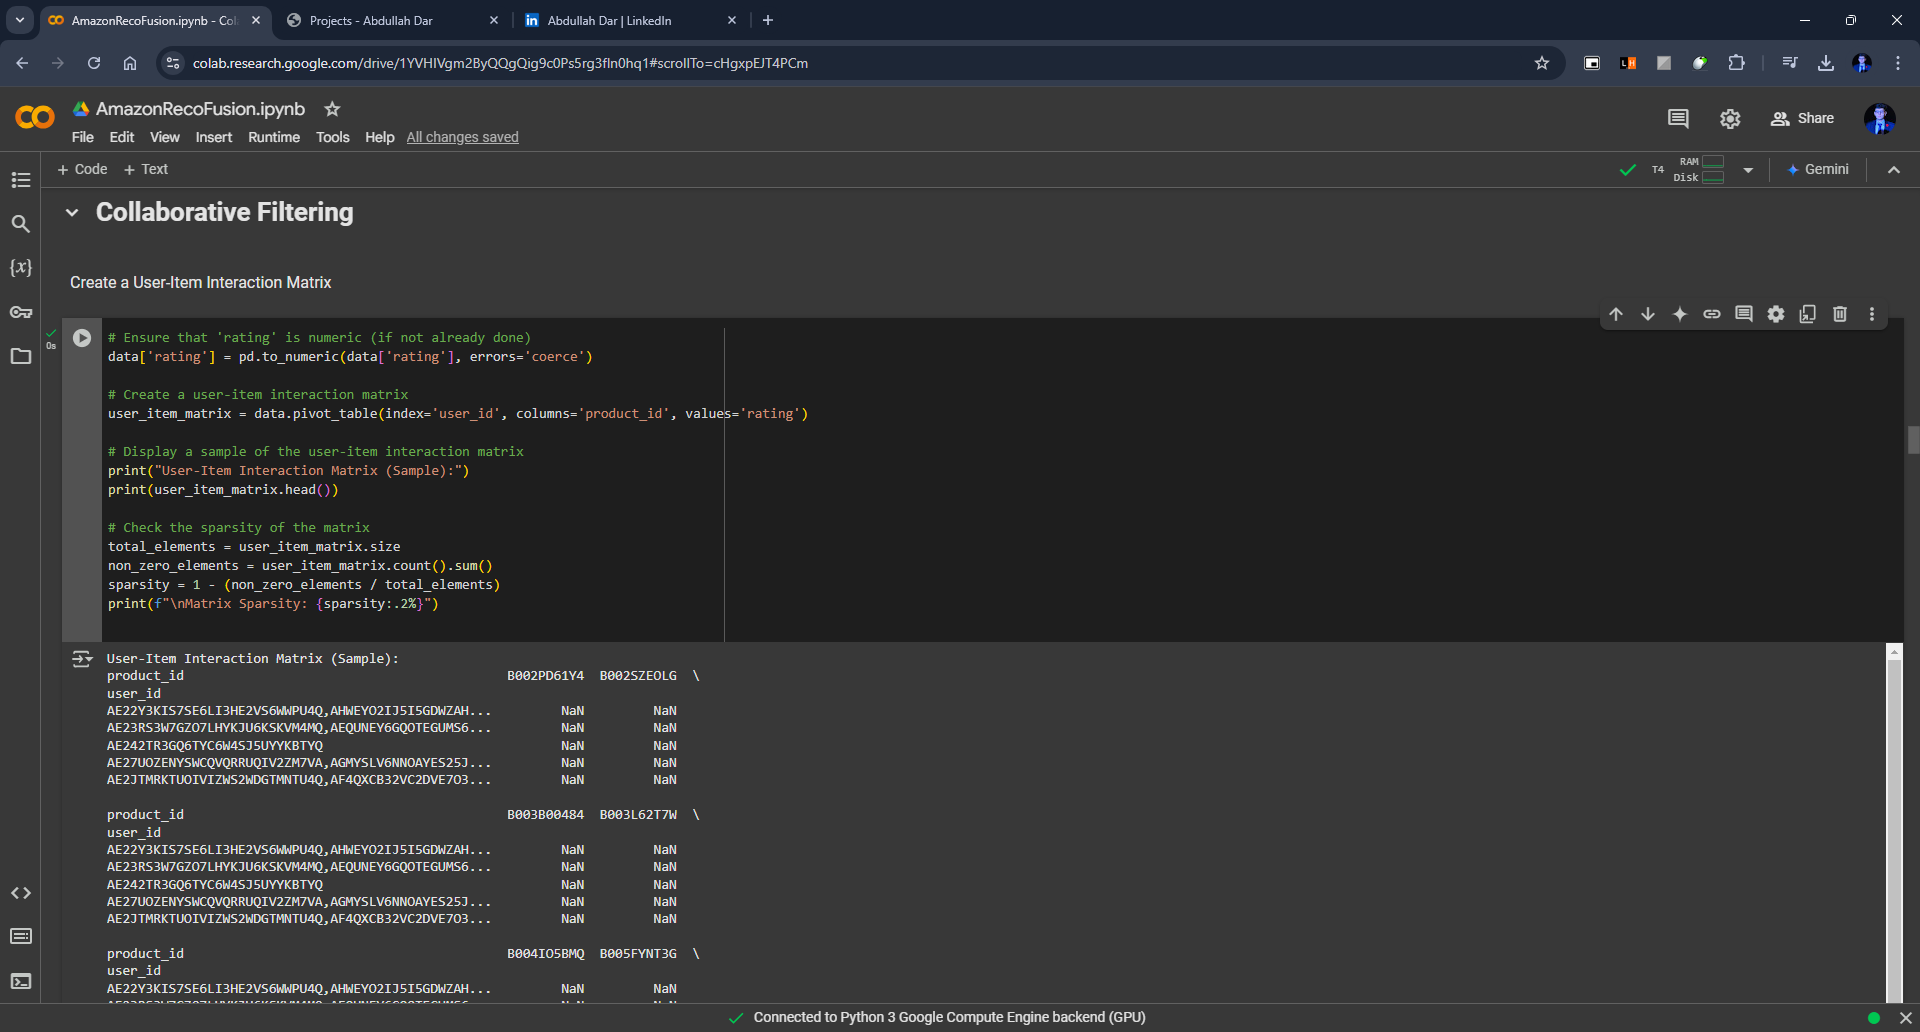 AmazonRecoFusion.ipynb - Col
Projects - Abdullah Dar
Abdullah Dar | LinkedIn
colab.research.google.com/drive/1YVHIVgm2ByQQgQig9c0Ps5rg3fIn0hq1#scrollTo=cHgxpEJT4PCm
AmazonRecoFusion.ipynb
File Edit View Insert Runtime Tools Help All changes saved
Share
+ Code + Text
T4 RAM
Disk
Gemini
Collaborative Filtering
Create a User-Item Interaction Matrix
0s
# Ensure that 'rating' is numeric (if not already done)
data['rating'] = pd.to_numeric(data['rating'], errors='coerce')
# Create a user-item interaction matrix
user_item_matrix = data.pivot_table(index='user_id', columns='product_id', values='rating')
# Display a sample of the user-item interaction matrix
print("User-Item Interaction Matrix (Sample):")
print(user_item_matrix.head())
# Check the sparsity of the matrix
total_elements = user_item_matrix.size
non_zero_elements = user_item_matrix.count().sum()
sparsity = 1 - (non_zero_elements / total_elements)
print(f"\nMatrix Sparsity: {sparsity:.2%}")
User-Item Interaction Matrix (Sample):
product_id B002PD61Y4 B002SZEOLG \
user_id
AE22Y3KIS7SE6LI3HE2VS6WWPU4Q,AHWEYO2IJ5I5GDWZAH... NaN NaN
AE23RS3W7GZO7LHYKJU6KSKVM4MQ,AEQUNEY6GQOTEGUMS6... NaN NaN
AE242TR3GQ6TYC6W4SJ5UYYKBTYQ NaN NaN
AE27UOZENYSWCQVQRRUQIV2ZM7VA,AGMYSLV6NNOAYES25J... NaN NaN
AE2JTMRKTUOIVIZWS2WDGTMNTU4Q,AF4QXCB32VC2DVE7O3... NaN NaN
product_id B003B00484 B003L62T7W \
user_id
AE22Y3KIS7SE6LI3HE2VS6WWPU4Q,AHWEYO2IJ5I5GDWZAH... NaN NaN
AE23RS3W7GZO7LHYKJU6KSKVM4MQ,AEQUNEY6GQOTEGUMS6... NaN NaN
AE242TR3GQ6TYC6W4SJ5UYYKBTYQ NaN NaN
AE27UOZENYSWCQVQRRUQIV2ZM7VA,AGMYSLV6NNOAYES25J... NaN NaN
AE2JTMRKTUOIVIZWS2WDGTMNTU4Q,AF4QXCB32VC2DVE7O3... NaN NaN
product_id B004IO5BMQ B005FYNT3G \
user_id
AE22Y3KIS7SE6LI3HE2VS6WWPU4Q,AHWEYO2IJ5I5GDWZAH... NaN NaN
Connected to Python 3 Google Compute Engine backend (GPU)